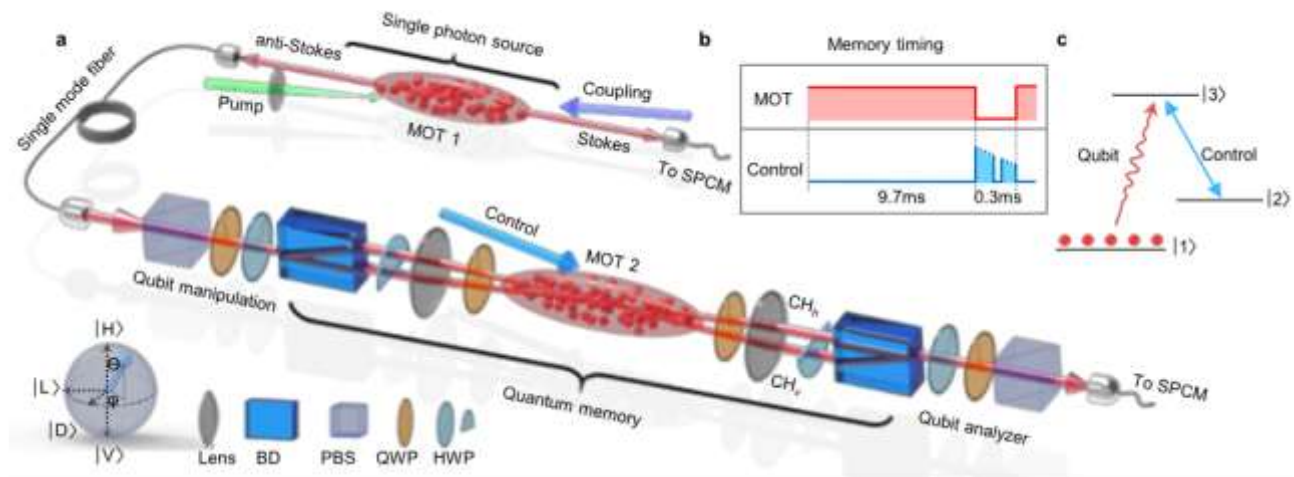 a
Single mode fiber
anti-Stokes
Single photon source
Pump
MOT 1
Coupling
Stokes
To SPCM
Control
MOT 2
Qubit manipulation
Quantum memory
CHh
CHv
Qubit analyzer
To SPCM
|H>
Θ
|L>
φ
|D>
|V>
Lens
BD
PBS
QWP
HWP
b
Memory timing
MOT
Control
9.7ms
0.3ms
c
|3>
Qubit
Control
|2>
|1>